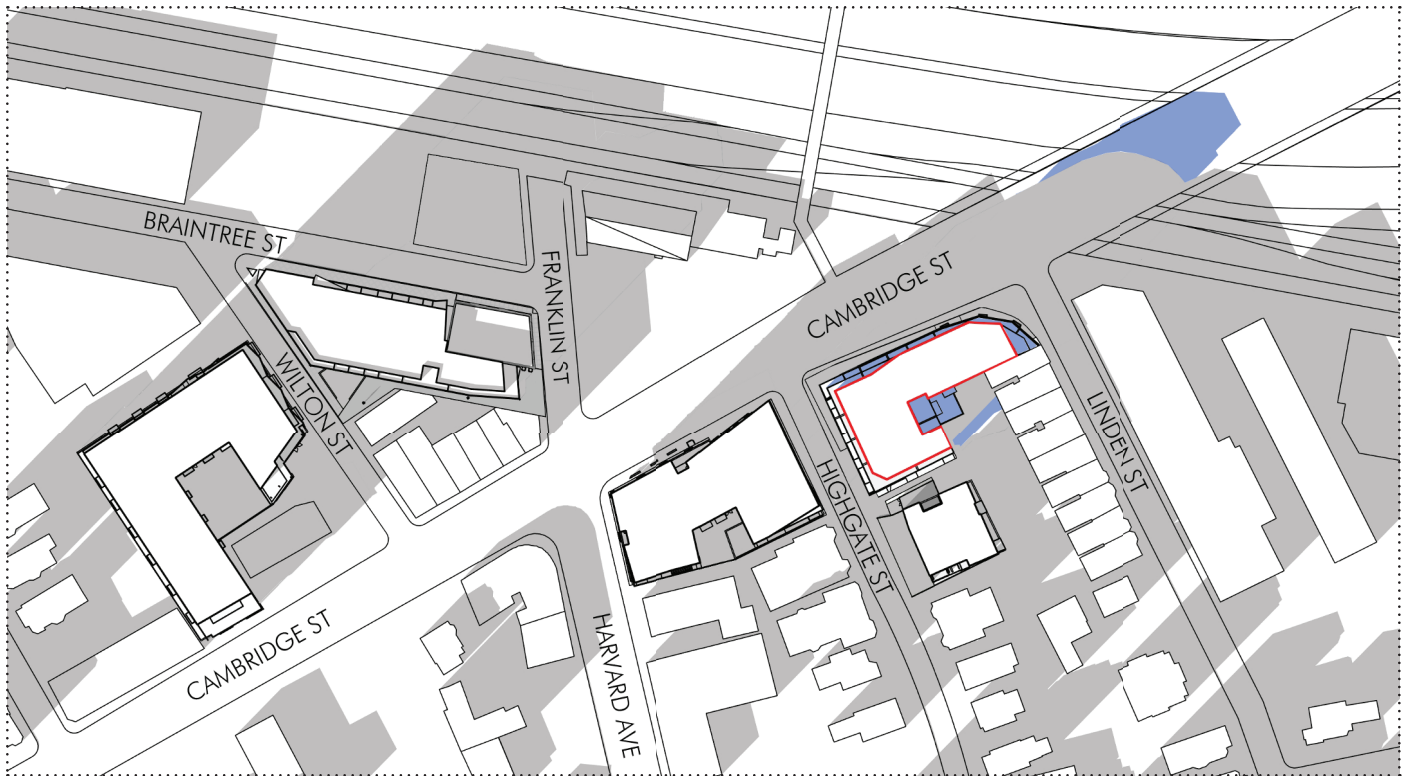 BRAINTREE ST
FRANKLIN ST
CAMBRIDGE ST
WILTON ST
LINDEN ST
HIGHGATE ST
CAMBRIDGE ST
HARVARD AVE